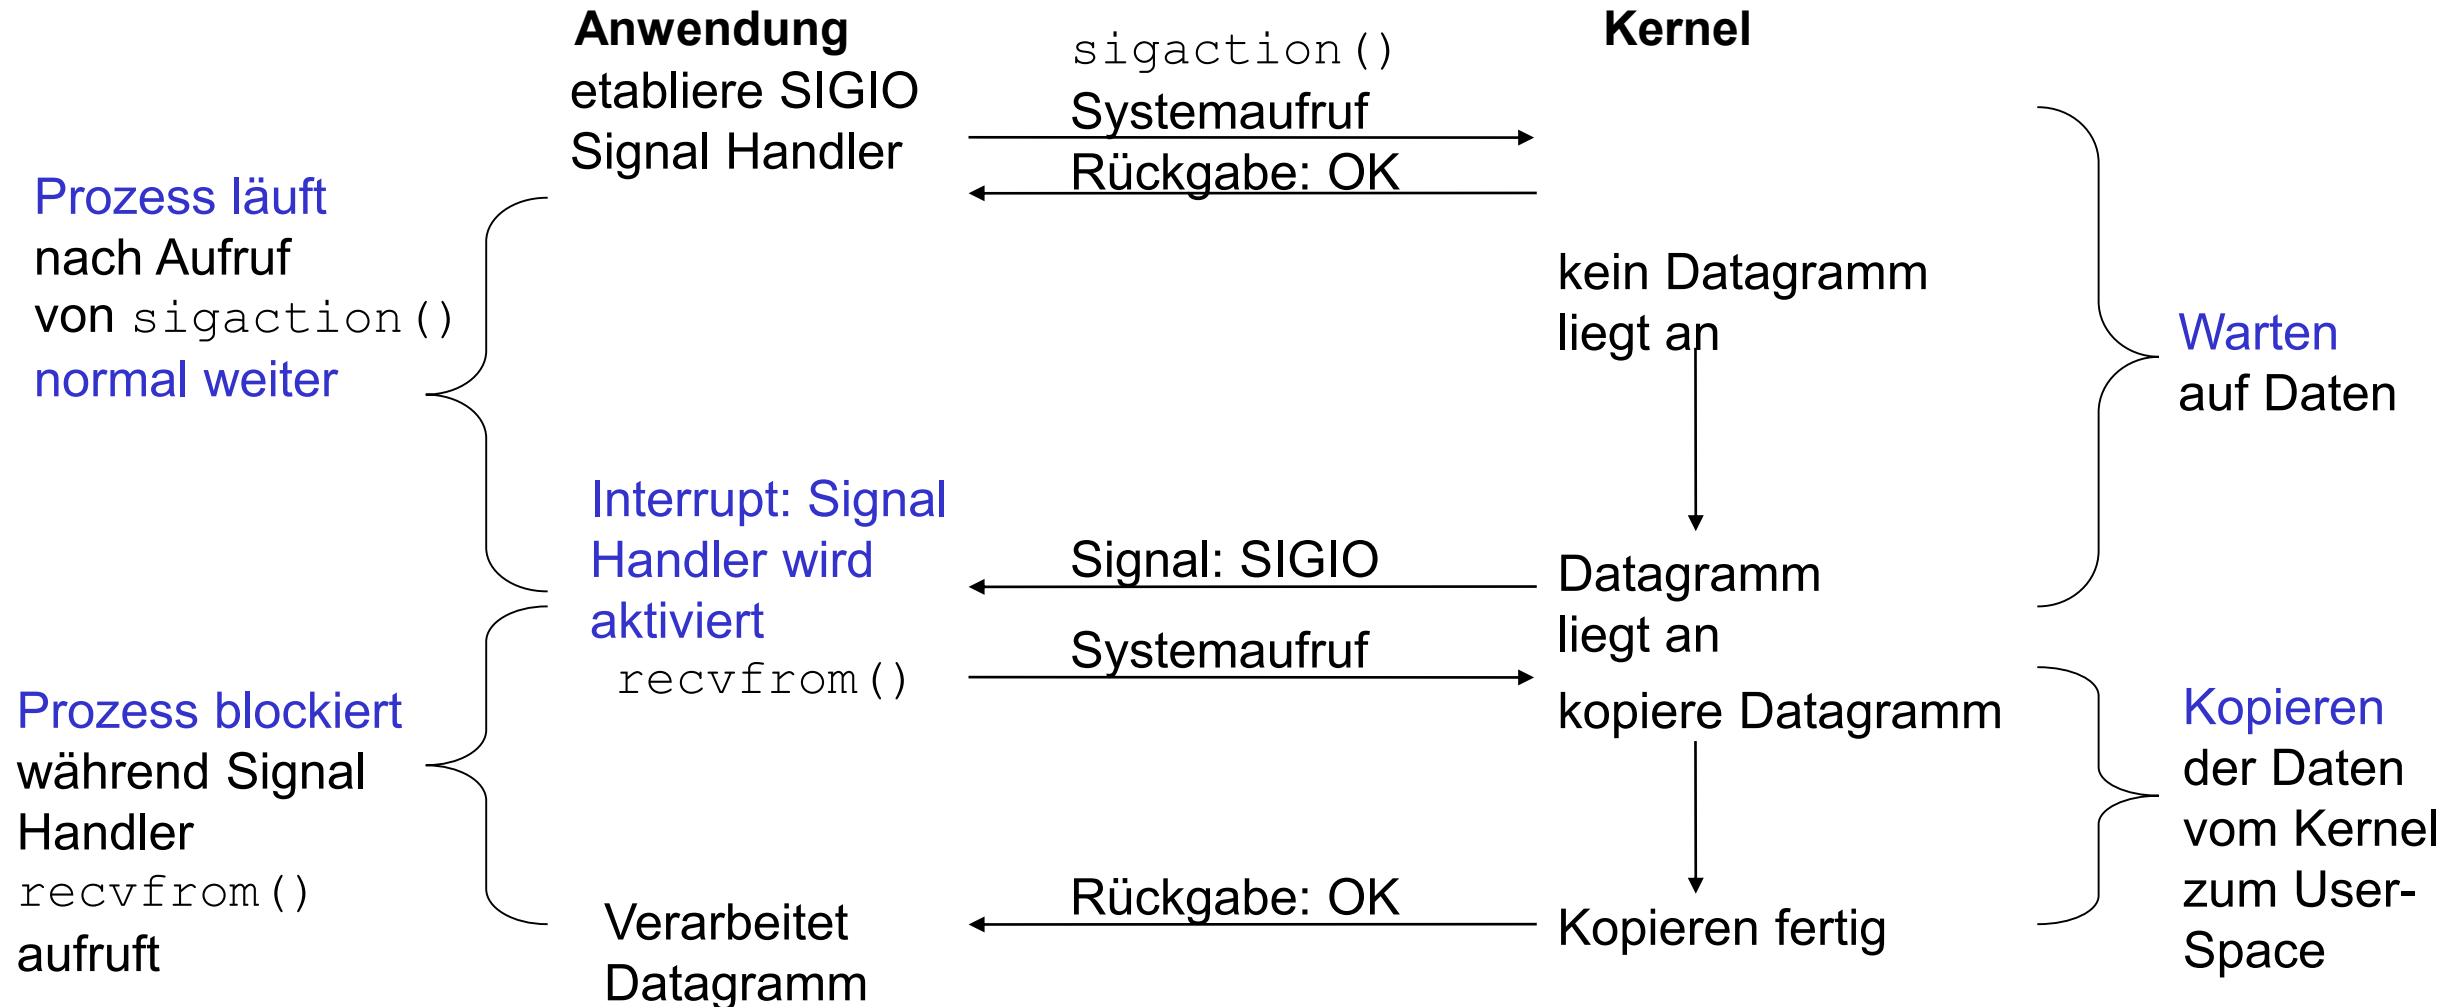 Anwendung
etabliere SIGIO
Signal Handler
sigaction()
Systemaufruf
Rückgabe: OK
Kernel
Prozess läuft
nach Aufruf
von sigaction()
normal weiter
kein Datagramm
liegt an
Warten
auf Daten
Interrupt: Signal
Handler wird
aktiviert
recvfrom()
Signal: SIGIO
Systemaufruf
Datagramm
liegt an
kopiere Datagramm
Prozess blockiert
während Signal
Handler
recvfrom()
aufruft
Kopieren
der Daten
vom Kernel
zum User-
Space
Verarbeitet
Datagramm
Rückgabe: OK
Kopieren fertig